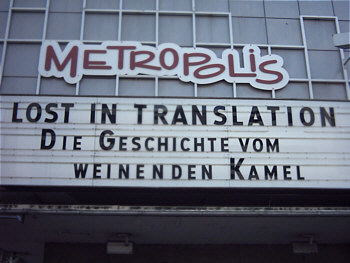 METROPOLIS
LOST IN TRANSLATION
DIE GESCHICHTE VOM
WEINENDEN KAMEL